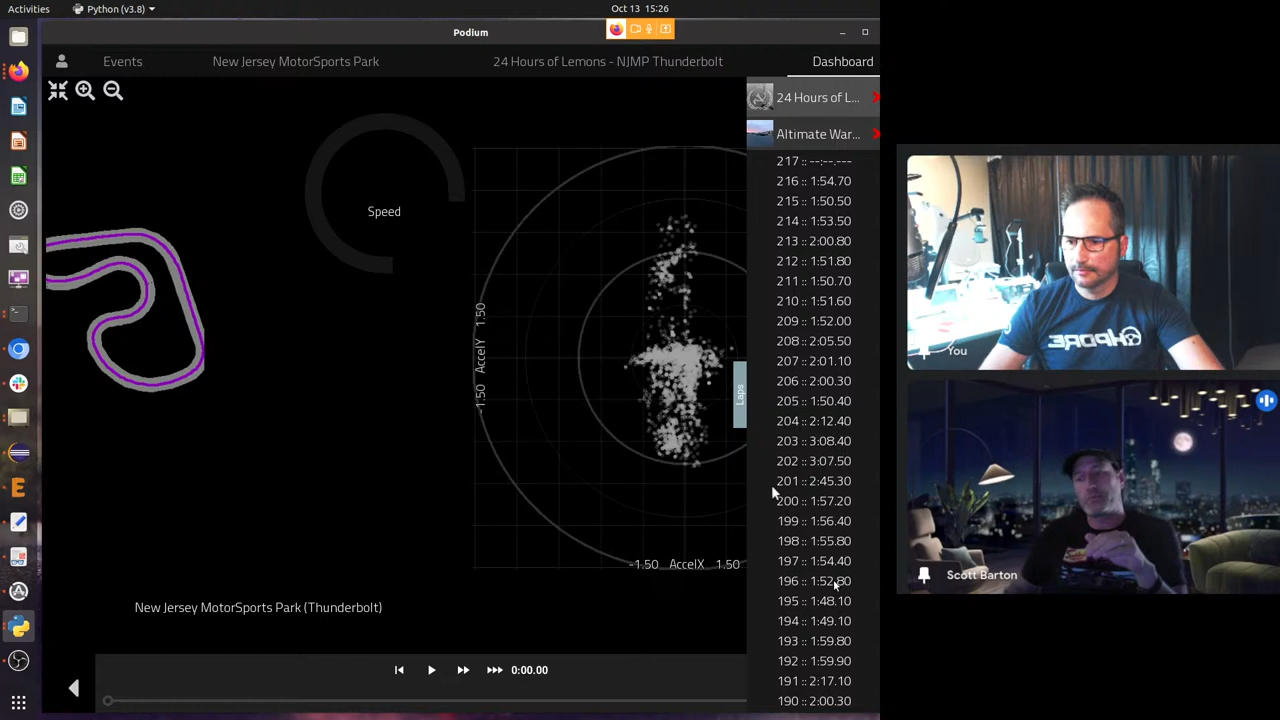 Activities
Python (v3.8)
Oct 13 15:26
Podium
Events
New Jersey MotorSports Park
24 Hours of Lemons - NJMP Thunderbolt
Dashboard
24 Hours of L...
Altimate War...
Speed
-1.50 AccelY 1.50
-1.50 AccelX 1.50
Laps
217 :: --:--.---
216 :: 1:54.70
215 :: 1:50.50
214 :: 1:53.50
213 :: 2:00.80
212 :: 1:51.80
211 :: 1:50.70
210 :: 1:51.60
209 :: 1:52.00
208 :: 2:05.50
207 :: 2:01.10
206 :: 2:00.30
205 :: 1:50.40
204 :: 2:12.40
203 :: 3:08.40
202 :: 3:07.50
201 :: 2:45.30
200 :: 1:57.20
199 :: 1:56.40
198 :: 1:55.80
197 :: 1:54.40
196 :: 1:52.80
195 :: 1:48.10
194 :: 1:49.10
193 :: 1:59.80
192 :: 1:59.90
191 :: 2:17.10
190 :: 2:00.30
New Jersey MotorSports Park (Thunderbolt)
0:00.00
You
Scott Barton